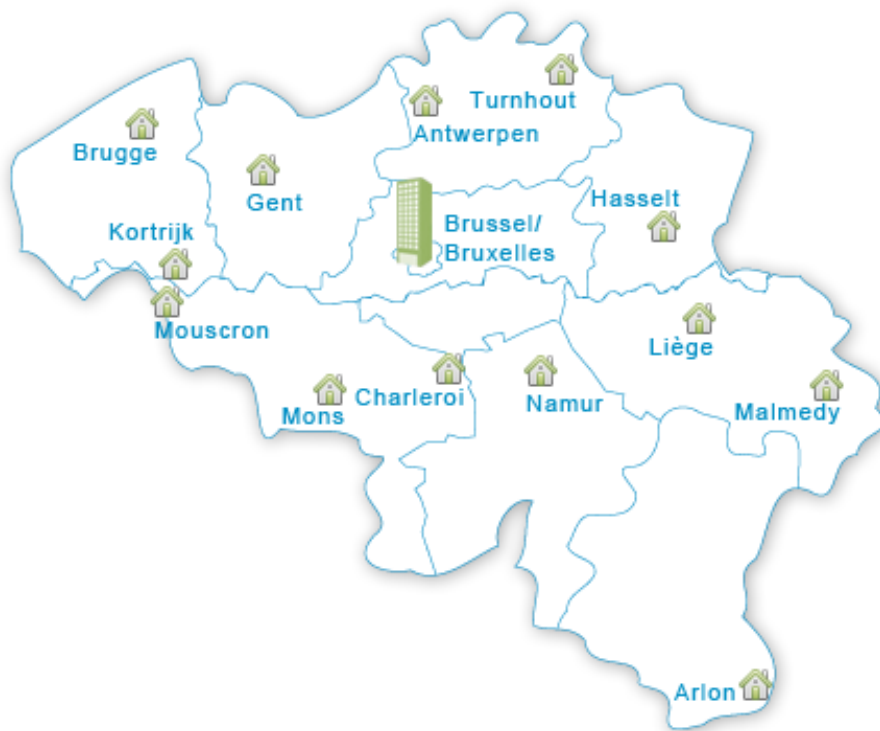 Turnhout
Antwerpen
Brugge
Gent
Hasselt
Kortrijk
Brussel/
Bruxelles
Mouscron
Liège
Charleroi
Namur
Mons
Malmedy
Arlon